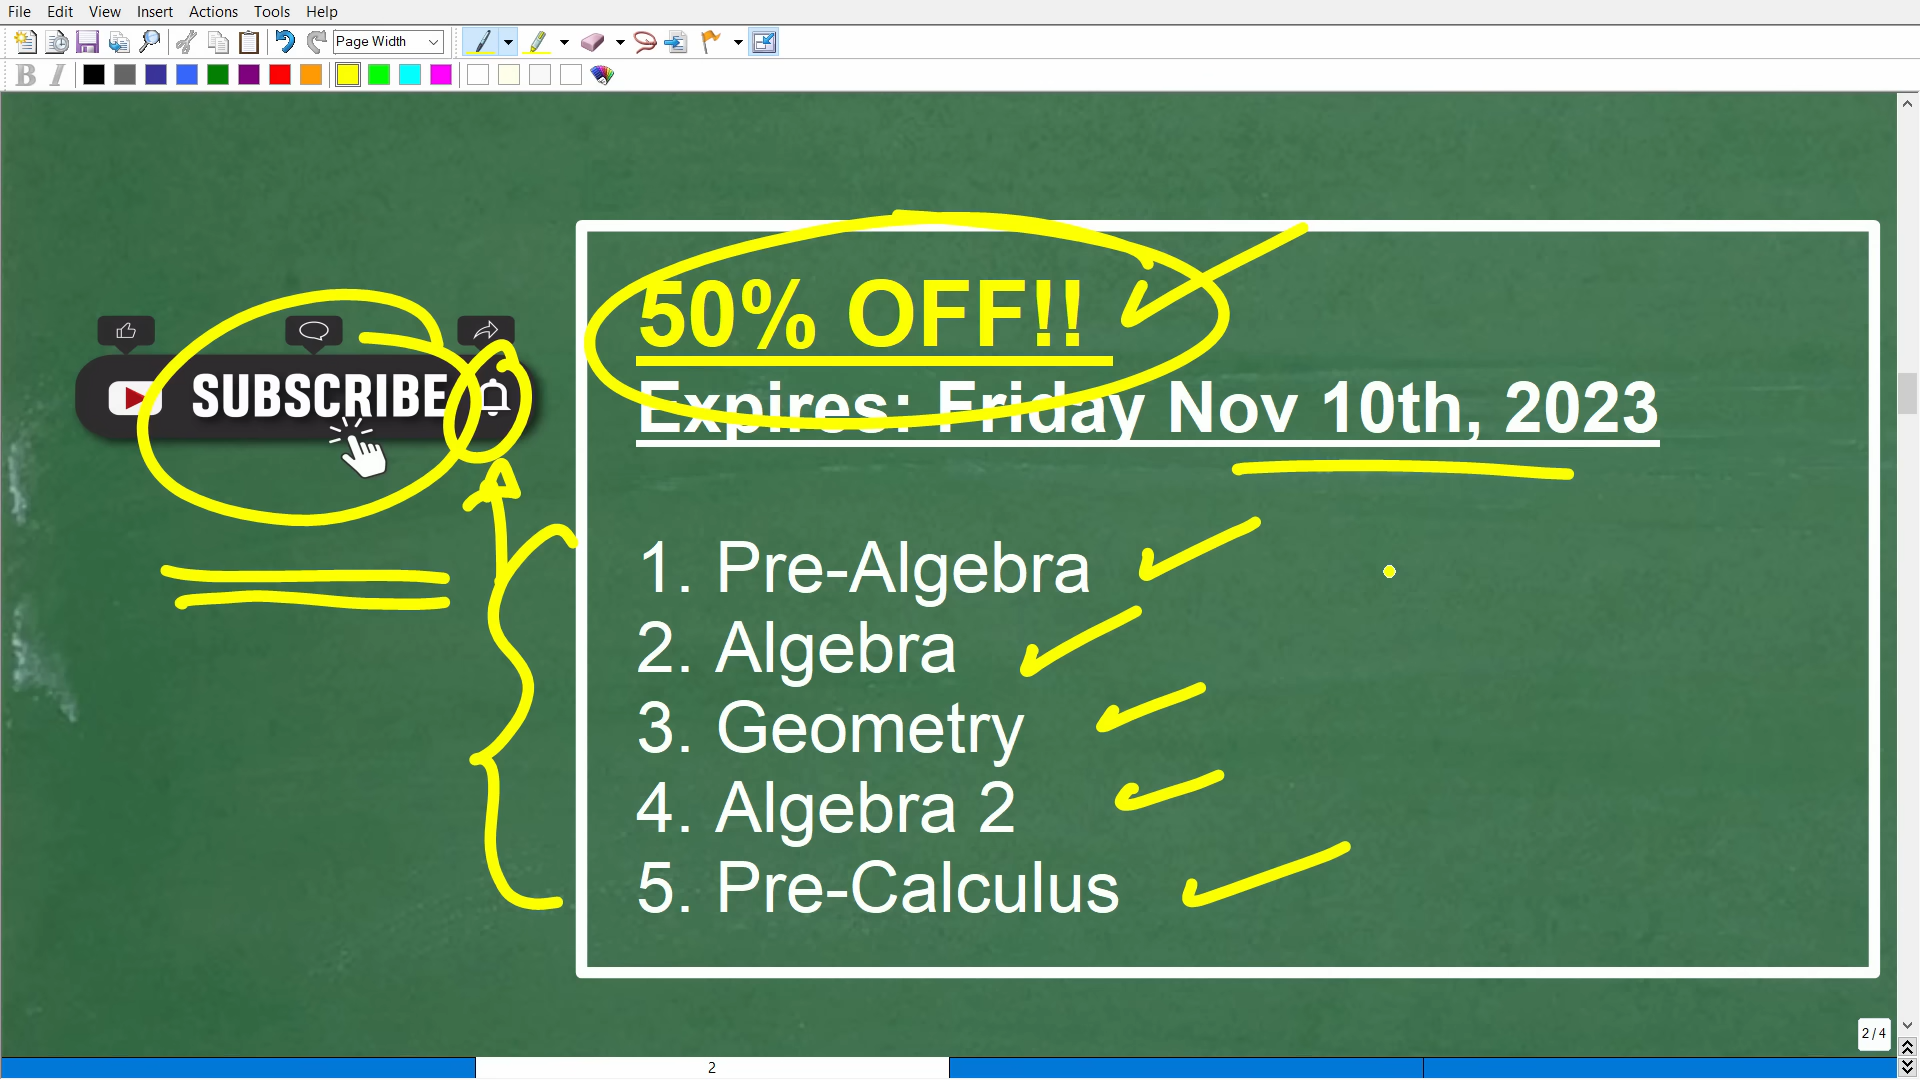 File Edit View Insert Actions Tools Help
Page Width
B I
50% OFF!!
SUBSCRIBE
Expires: Friday Nov 10th, 2023
1. Pre-Algebra
2. Algebra
3. Geometry
4. Algebra 2
5. Pre-Calculus
2 / 4
2